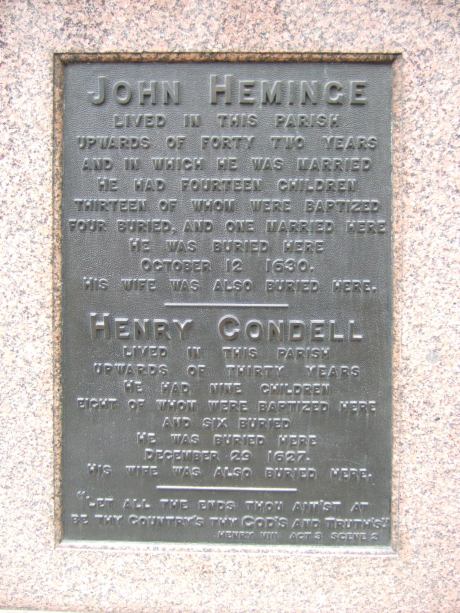 JOHN HEMINGE
LIVED IN THIS PARISH
UPWARDS OF FORTY TWO YEARS
AND IN WHICH HE WAS MARRIED
HE HAD FOURTEEN CHILDREN
THIRTEEN OF WHOM WERE BAPTIZED
FOUR BURIED, AND ONE MARRIED HERE
HE WAS BURIED HERE
OCTOBER 12 1630.
HIS WIFE WAS ALSO BURIED HERE.
HENRY CONDELL
LIVED IN THIS PARISH
UPWARDS OF THIRTY YEARS
HE HAD NINE CHILDREN
EIGHT OF WHOM WERE BAPTIZED HERE
AND SIX BURIED
HE WAS BURIED HERE
DECEMBER 29 1627.
HIS WIFE WAS ALSO BURIED HERE.
"LET ALL THE ENDS THOU AIM'ST AT
BE THY COUNTRY'S THY GOD'S AND TRUTH'S"
HENRY VIII ACT 3 SCENE 2